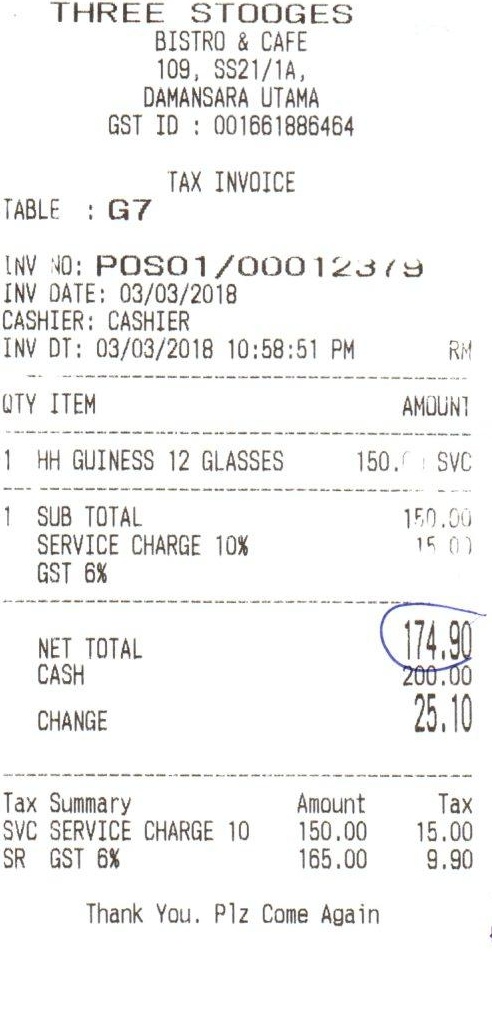 THREE STOOGES
BISTRO & CAFE
109, SS21/1A,
DAMANSARA UTAMA
GST ID : 001661886464
TAX INVOICE
TABLE : G7
INV NO: POS01/00012379
INV DATE: 03/03/2018
CASHIER: CASHIER
INV DT: 03/03/2018 10:58:51 PM RM
QTY ITEM AMOUNT
1 HH GUINESS 12 GLASSES SVC
1 SUB TOTAL 150.00
SERVICE CHARGE 10% 15.00
GST 6%
NET TOTAL 174.90
CASH 200.00
CHANGE 25.10
Tax Summary Amount Tax
SVC SERVICE CHARGE 10 150.00 15.00
SR GST 6% 165.00 9.90
Thank You. Plz Come Again